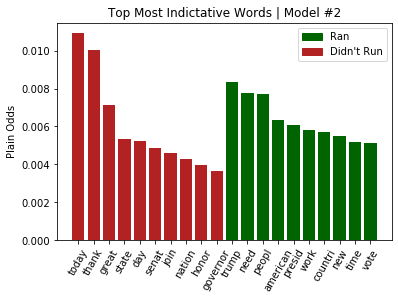 Top Most Indictative Words | Model #2
Ran
Didn't Run
Plain Odds
0.010
0.008
0.006
0.004
0.002
0.000
today
thank
great
state
day
senat
join
nation
honor
governor
trump
need
peopl
american
presid
work
countri
new
time
vote